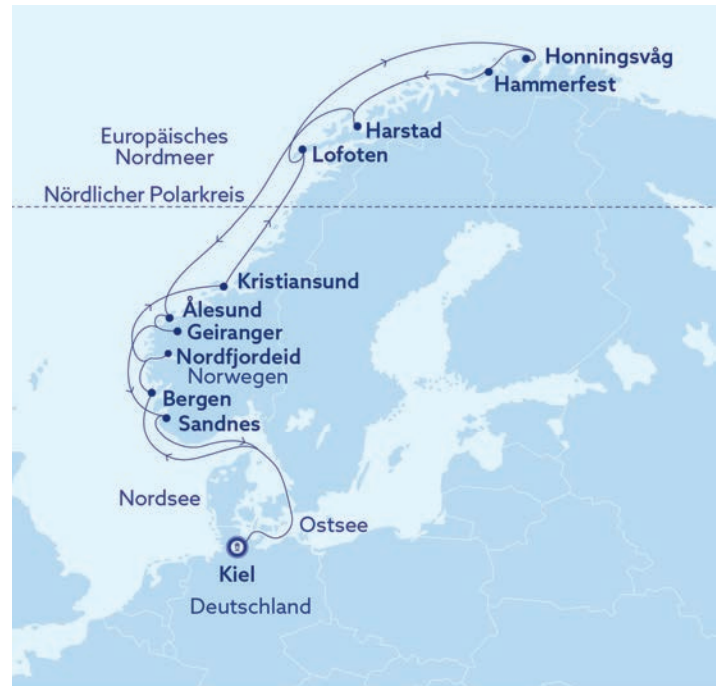 Honningsvåg
Hammerfest
Harstad
Europäisches
Nordmeer
Lofoten
Nördlicher Polarkreis
Kristiansund
Ålesund
Geiranger
Nordfjordeid
Norwegen
Bergen
Sandnes
Nordsee
Ostsee
Kiel
Deutschland